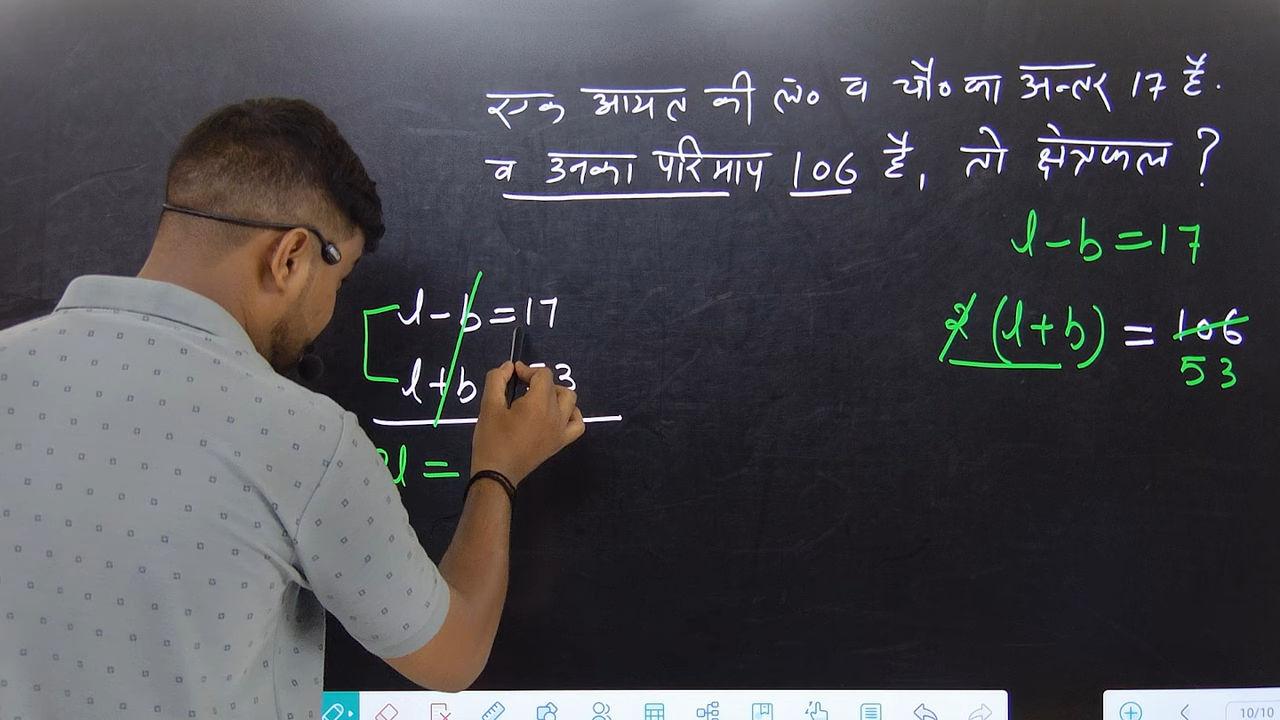 एक आयत की लं० व चौ० का अन्तर 17 है.
व उनका परिमाप 106 है, तो क्षेत्रफल ?
l-b=17
2(l+b) = 106
53
l-b=17
l+b 53
2l =
10/10